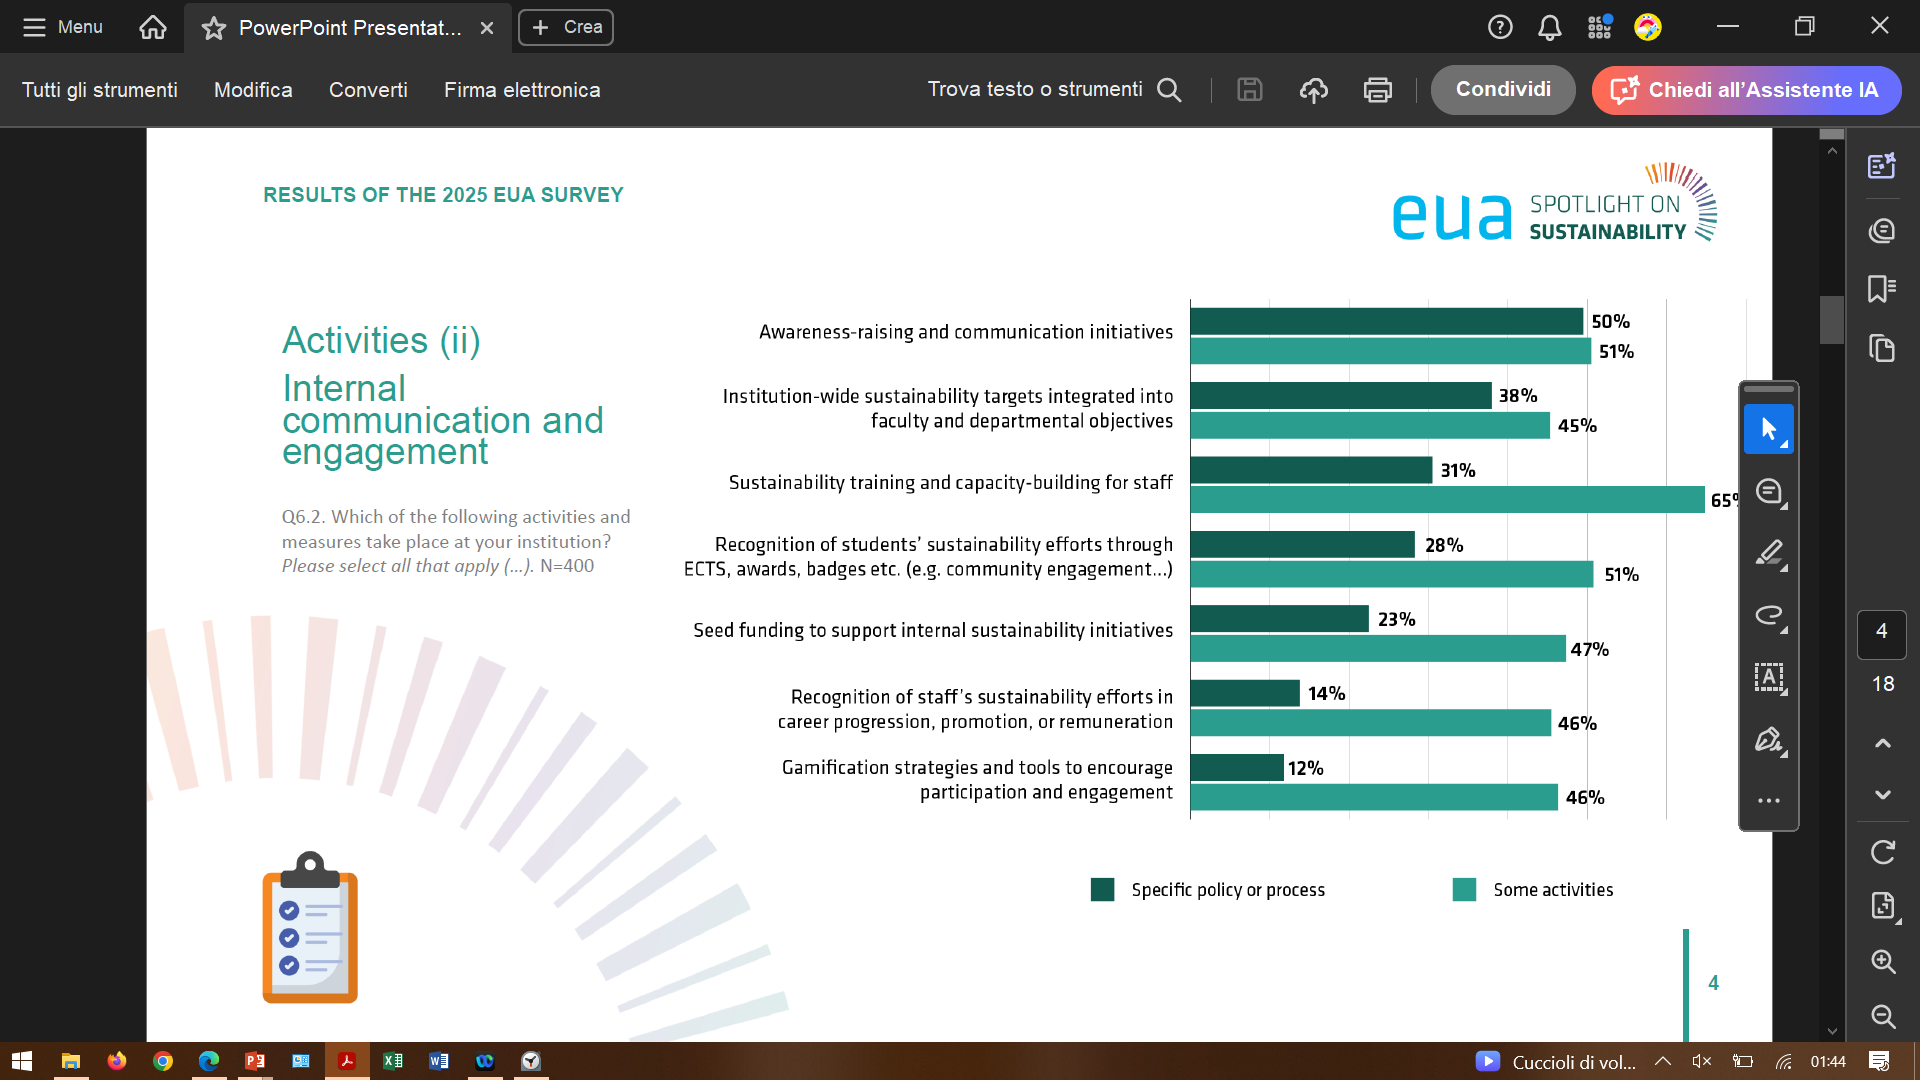 Menu
PowerPoint Presentat...
Crea
Tutti gli strumenti
Modifica
Converti
Firma elettronica
Trova testo o strumenti
Condividi
Chiedi all'Assistente IA
RESULTS OF THE 2025 EUA SURVEY
eua SPOTLIGHT ON
SUSTAINABILITY
Activities (ii)
Internal
communication and
engagement
Q6.2. Which of the following activities and
measures take place at your institution?
Please select all that apply (...). N=400
Awareness-raising and communication initiatives
50%
51%
Institution-wide sustainability targets integrated into
faculty and departmental objectives
38%
45%
Sustainability training and capacity-building for staff
31%
65%
Recognition of students' sustainability efforts through
ECTS, awards, badges etc. (e.g. community engagement...)
28%
51%
Seed funding to support internal sustainability initiatives
23%
47%
Recognition of staff's sustainability efforts in
career progression, promotion, or remuneration
14%
46%
Gamification strategies and tools to encourage
participation and engagement
12%
46%
Specific policy or process
Some activities
4
4
18
Cuccioli di vol...
01:44